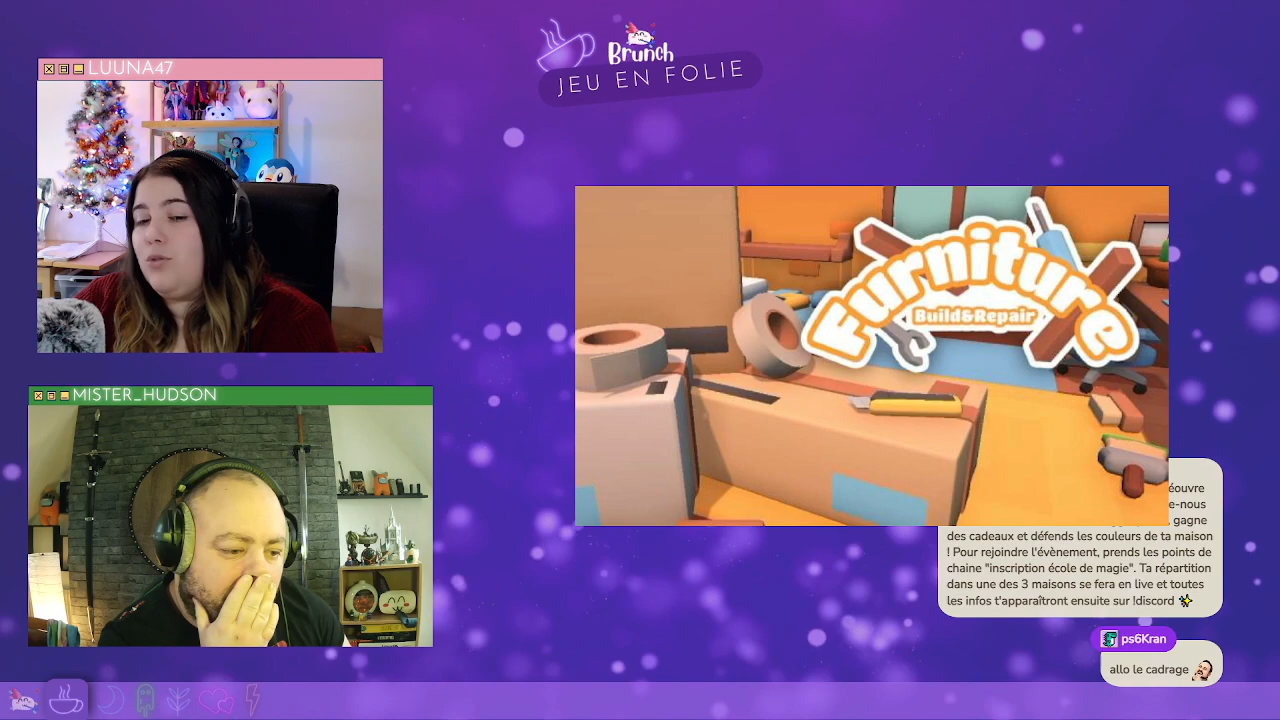 Brunch
JEU EN FOLIE
LUUNA47
Furniture
Build&Repair
MISTER_HUDSON
éouvre
e-nous
gagne
des cadeaux et défends les couleurs de ta maison
! Pour rejoindre l'évènement, prends les points de
chaine "inscription école de magie". Ta répartition
dans une des 3 maisons se fera en live et toutes
les infos t'apparaîtront ensuite sur !discord
ps6Kran
allo le cadrage